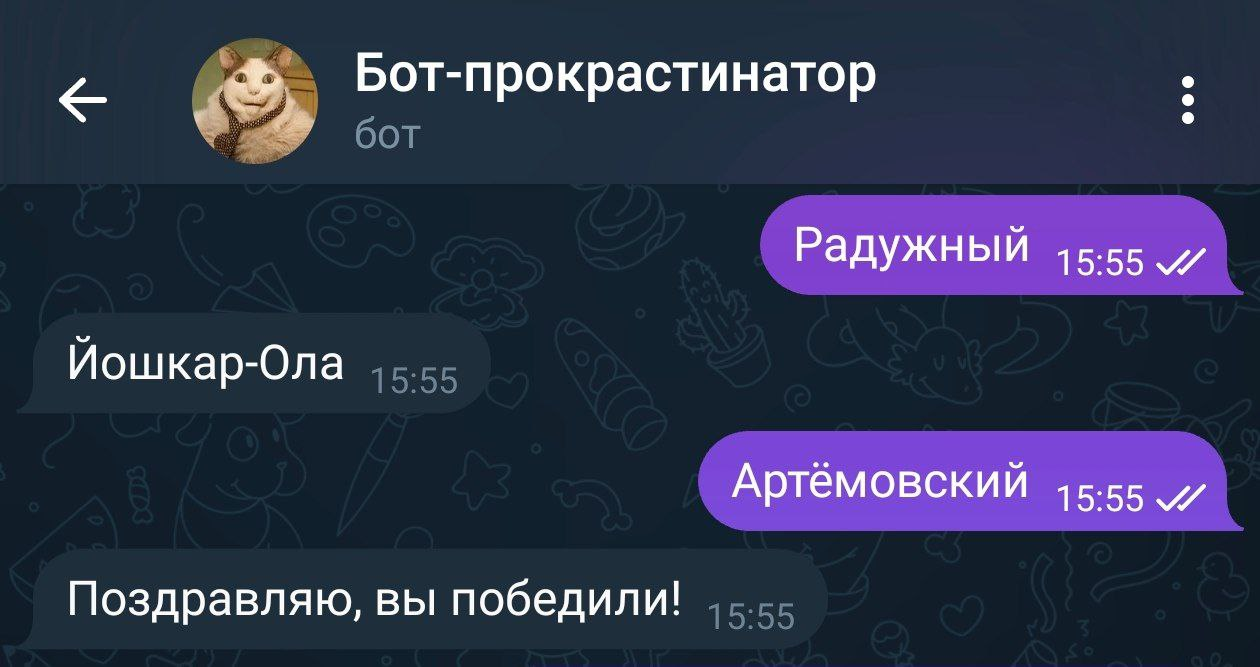 Бот-прокрастинатор
бот
Радужный 15:55
Йошкар-Ола 15:55
Артёмовский 15:55
Поздравляю, вы победили! 15:55